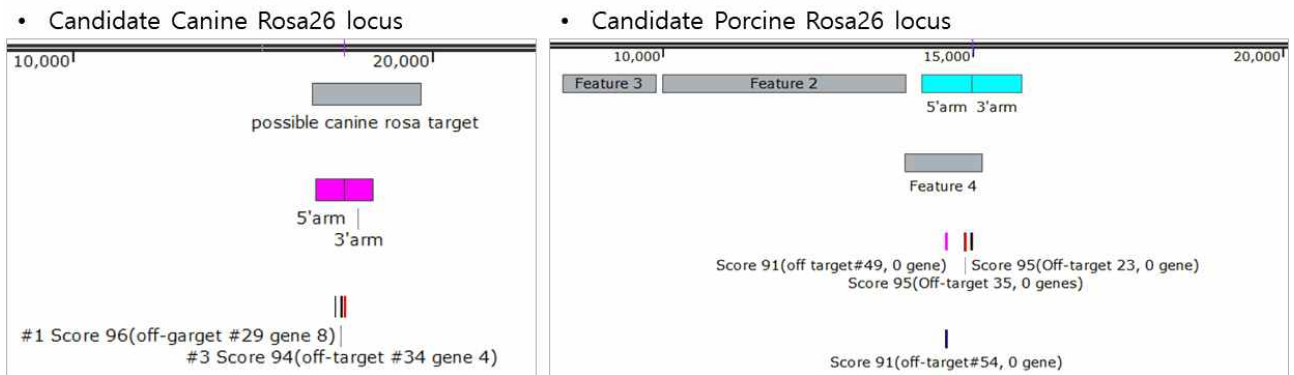 • Candidate Canine Rosa26 locus
10,000
20,000
possible canine rosa target
5'arm
3'arm
#1 Score 96(off-garget #29 gene 8)
#3 Score 94(off-target #34 gene 4)
• Candidate Porcine Rosa26 locus
10,000
15,000
20,000
Feature 3
Feature 2
5'arm 3'arm
Feature 4
Score 91(off target#49, 0 gene)
Score 95(Off-target 23, 0 gene)
Score 95(Off-target 35, 0 genes)
Score 91(off-target#54, 0 gene)